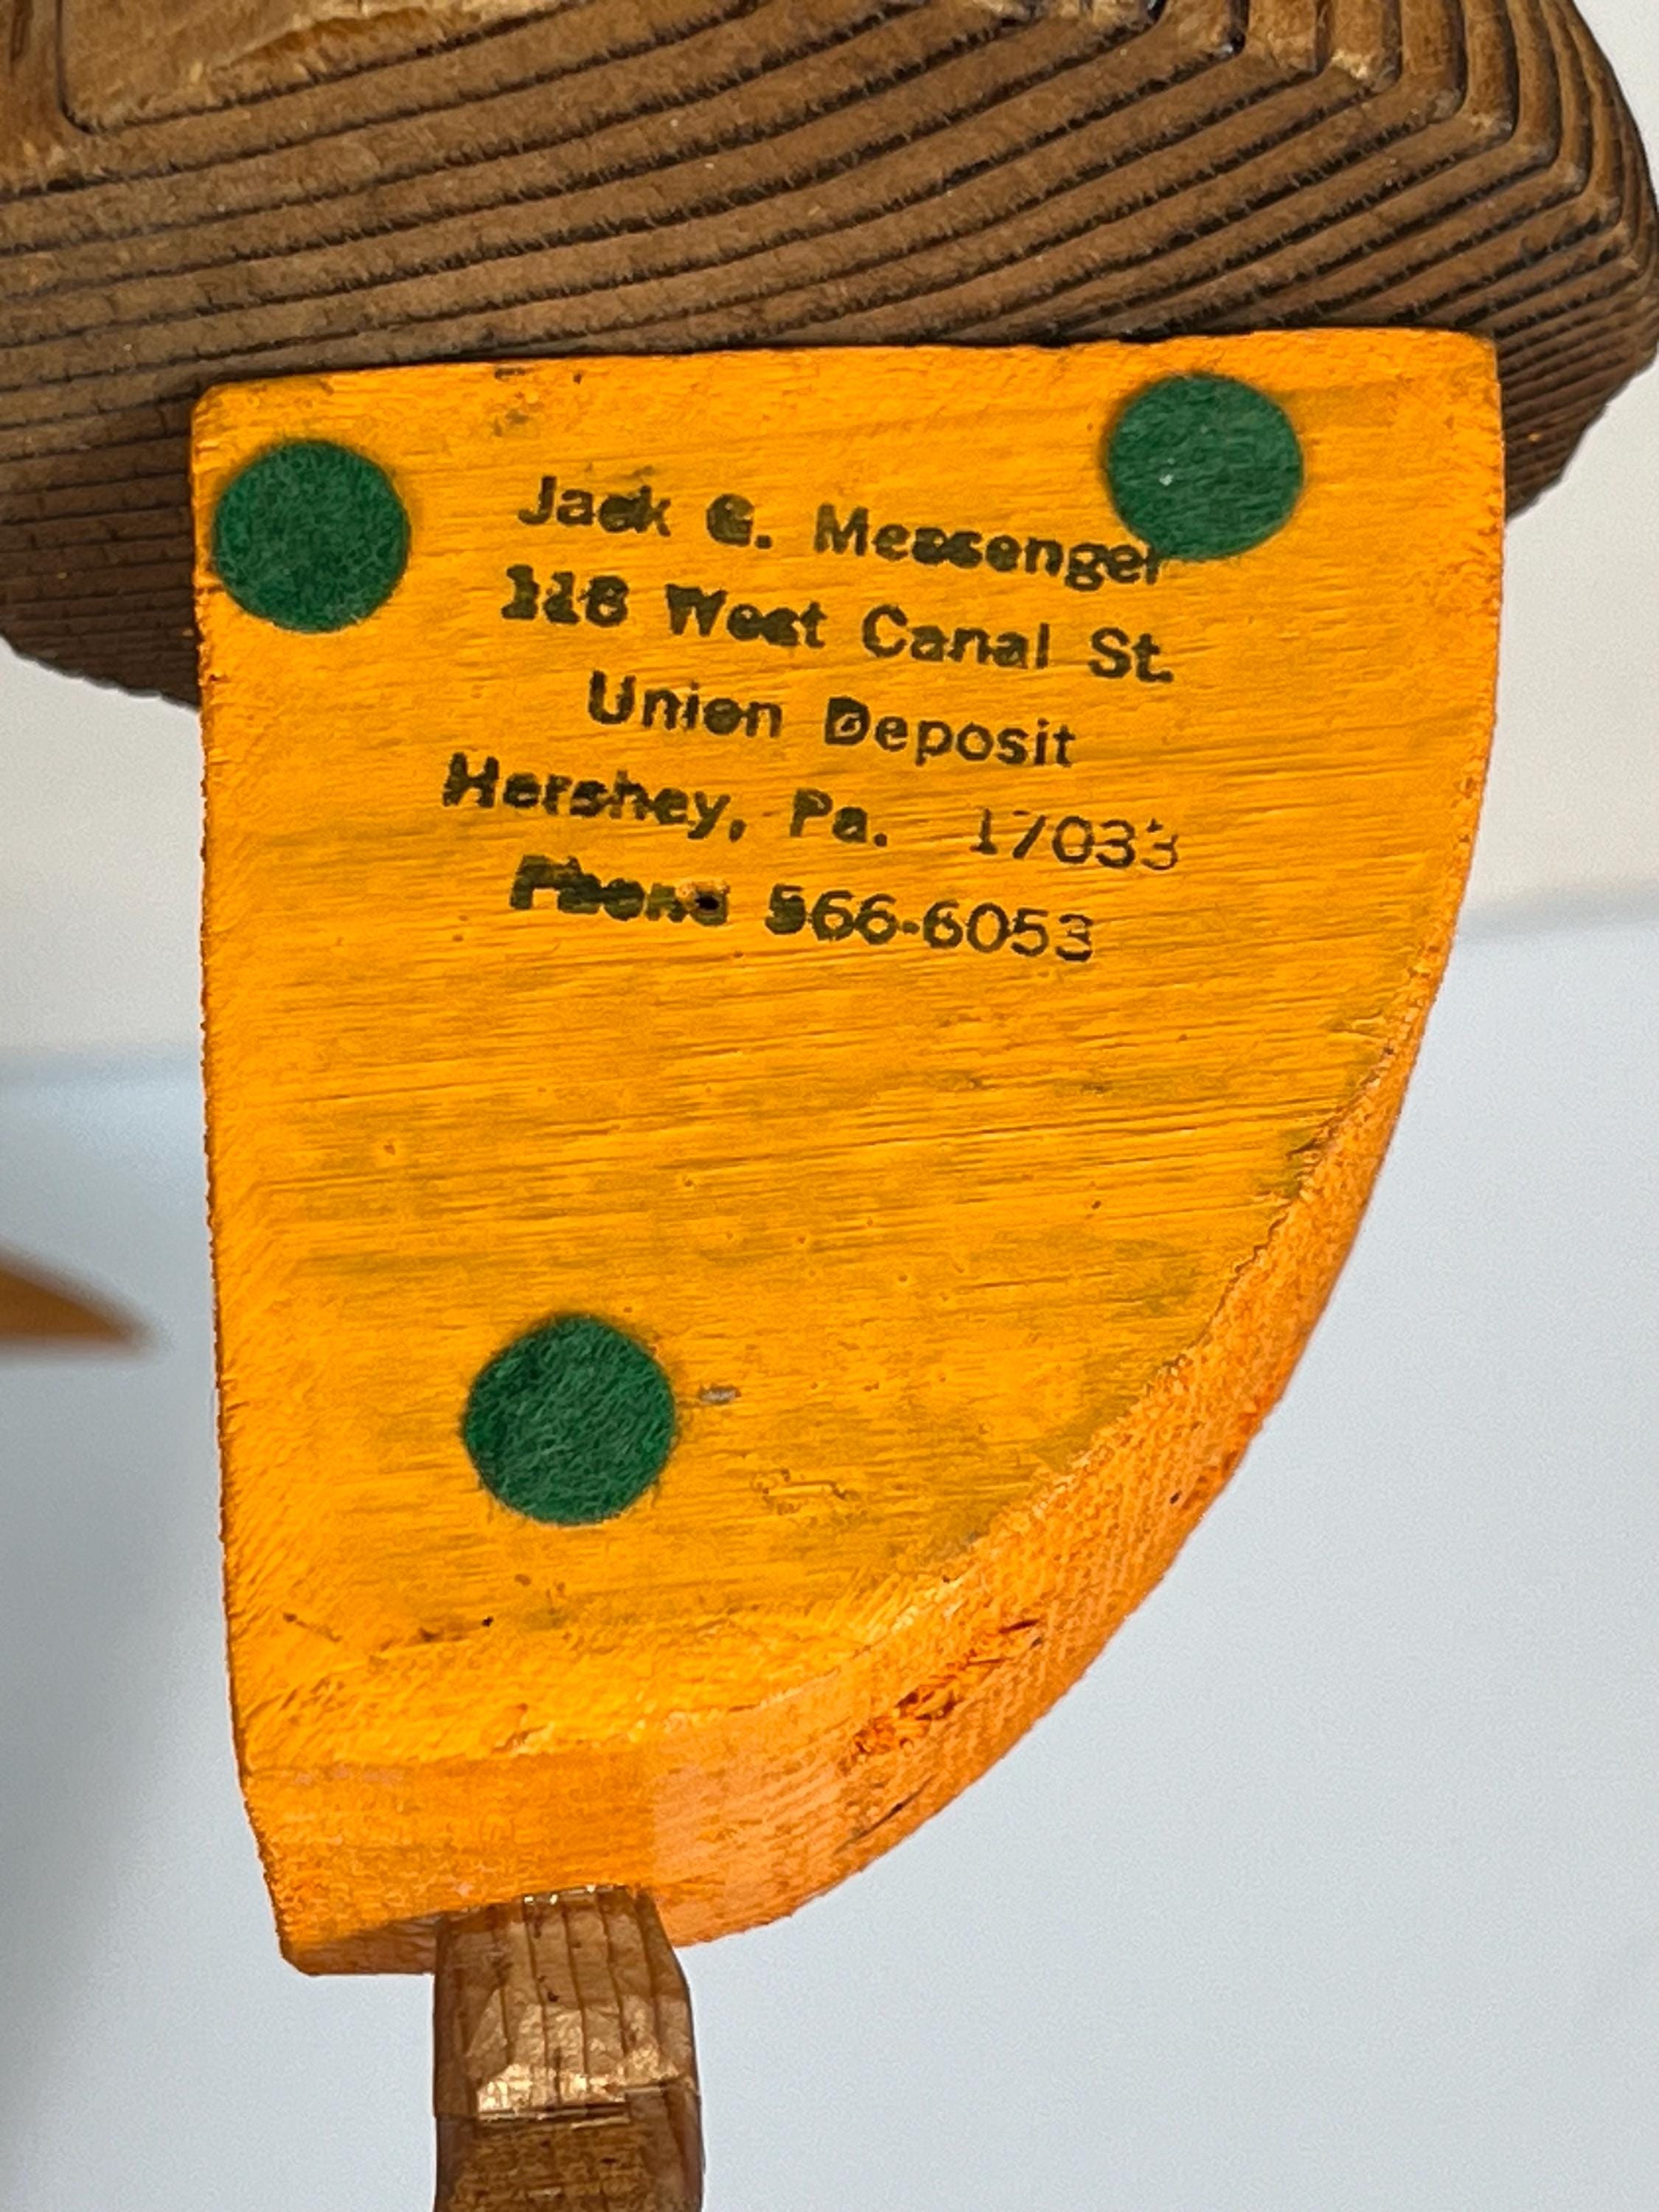 Jack G. Messenger
118 West Canal St.
Union Deposit
Hershey, Pa. 17033
Phone 566-6053